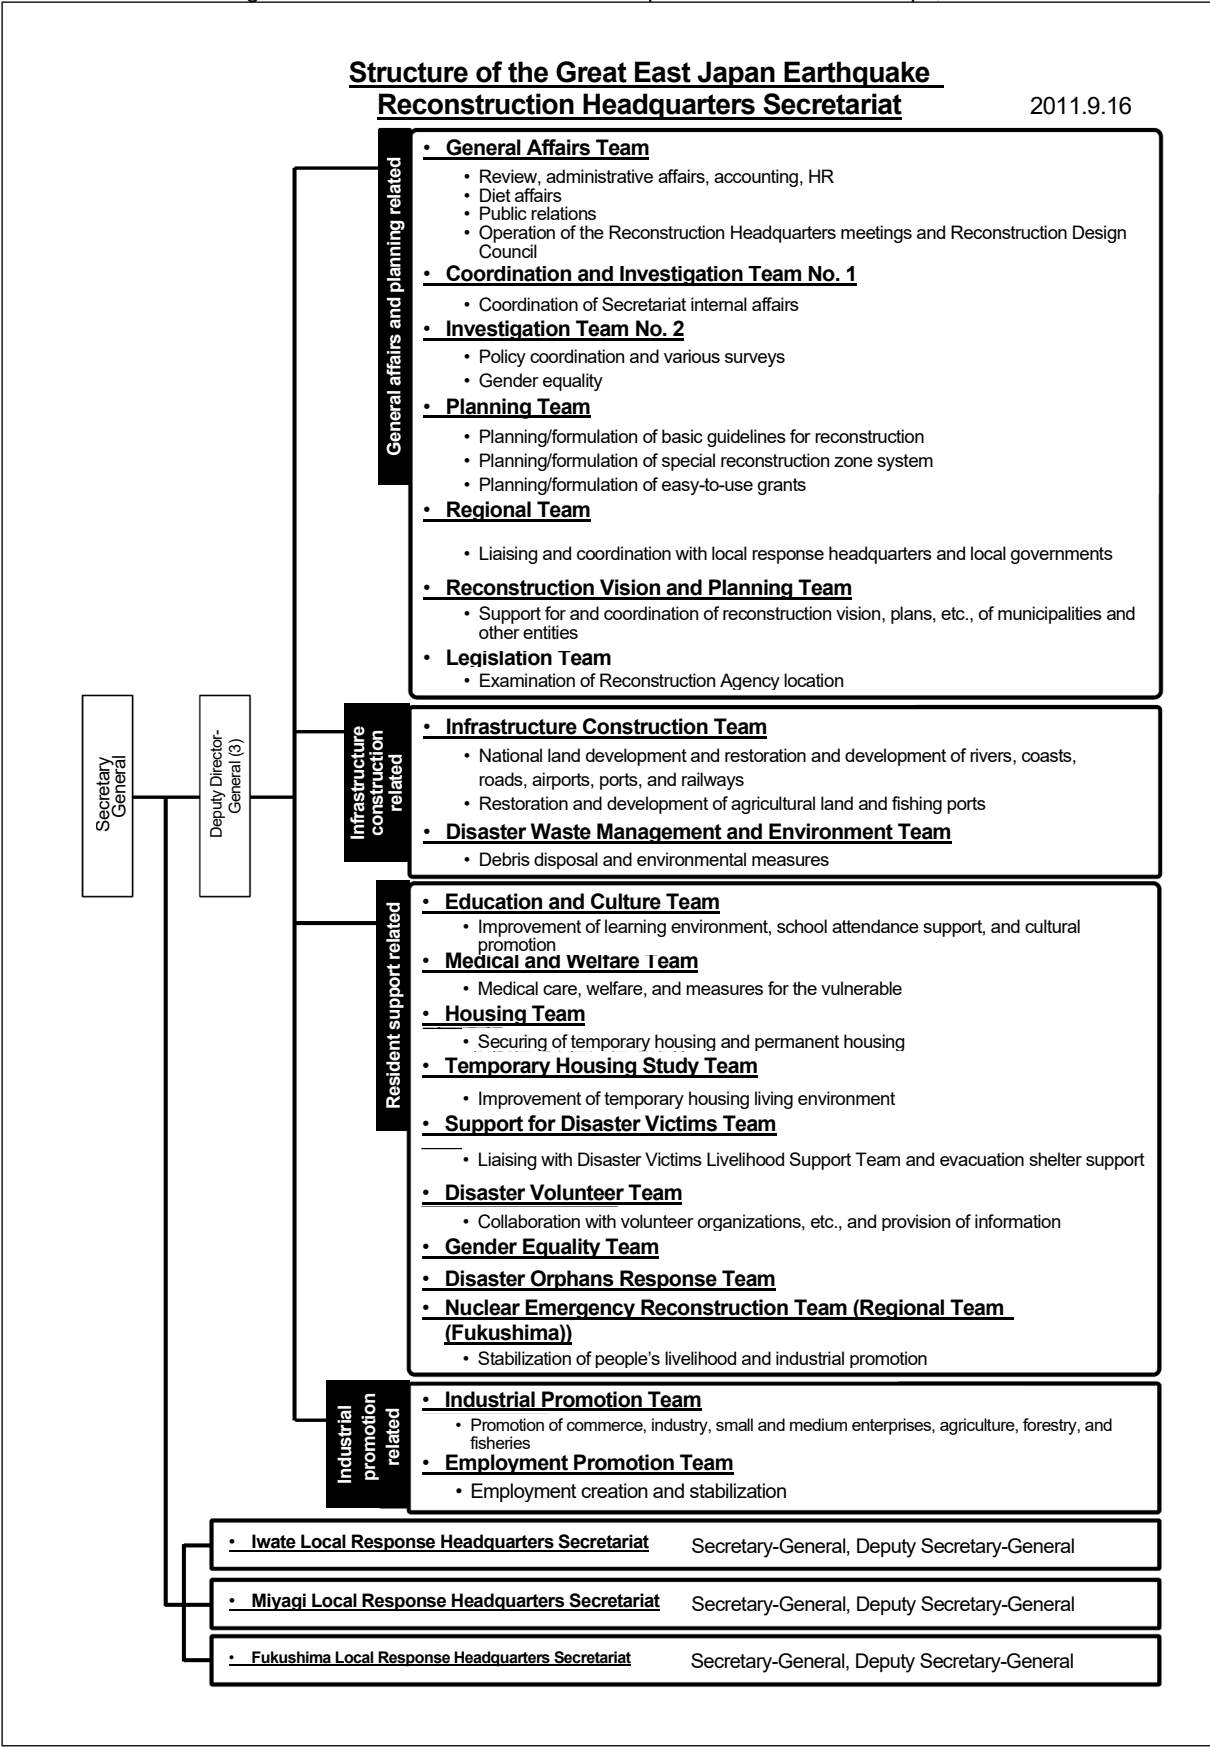 Structure of the Great East Japan Earthquake
Reconstruction Headquarters Secretariat
2011.9.16
Secretary General
Deputy Director-General (3)
General affairs and planning related
• General Affairs Team
• Review, administrative affairs, accounting, HR
• Diet affairs
• Public relations
• Operation of the Reconstruction Headquarters meetings and Reconstruction Design
Council
• Coordination and Investigation Team No. 1
• Coordination of Secretariat internal affairs
• Investigation Team No. 2
• Policy coordination and various surveys
• Gender equality
• Planning Team
• Planning/formulation of basic guidelines for reconstruction
• Planning/formulation of special reconstruction zone system
• Planning/formulation of easy-to-use grants
• Regional Team
• Liaising and coordination with local response headquarters and local governments
• Reconstruction Vision and Planning Team
• Support for and coordination of reconstruction vision, plans, etc., of municipalities and
other entities
• Legislation Team
• Examination of Reconstruction Agency location
Infrastructure
construction
related
• Infrastructure Construction Team
• National land development and restoration and development of rivers, coasts,
roads, airports, ports, and railways
• Restoration and development of agricultural land and fishing ports
• Disaster Waste Management and Environment Team
• Debris disposal and environmental measures
Resident support related
• Education and Culture Team
• Improvement of learning environment, school attendance support, and cultural
promotion
• Medical and Welfare Team
• Medical care, welfare, and measures for the vulnerable
• Housing Team
• Securing of temporary housing and permanent housing
• Temporary Housing Study Team
• Improvement of temporary housing living environment
• Support for Disaster Victims Team
• Liaising with Disaster Victims Livelihood Support Team and evacuation shelter support
• Disaster Volunteer Team
• Collaboration with volunteer organizations, etc., and provision of information
• Gender Equality Team
• Disaster Orphans Response Team
• Nuclear Emergency Reconstruction Team (Regional Team
(Fukushima))
• Stabilization of people’s livelihood and industrial promotion
Industrial
promotion
related
• Industrial Promotion Team
• Promotion of commerce, industry, small and medium enterprises, agriculture, forestry, and
fisheries
• Employment Promotion Team
• Employment creation and stabilization
• Iwate Local Response Headquarters Secretariat Secretary-General, Deputy Secretary-General
• Miyagi Local Response Headquarters Secretariat Secretary-General, Deputy Secretary-General
• Fukushima Local Response Headquarters Secretariat Secretary-General, Deputy Secretary-General